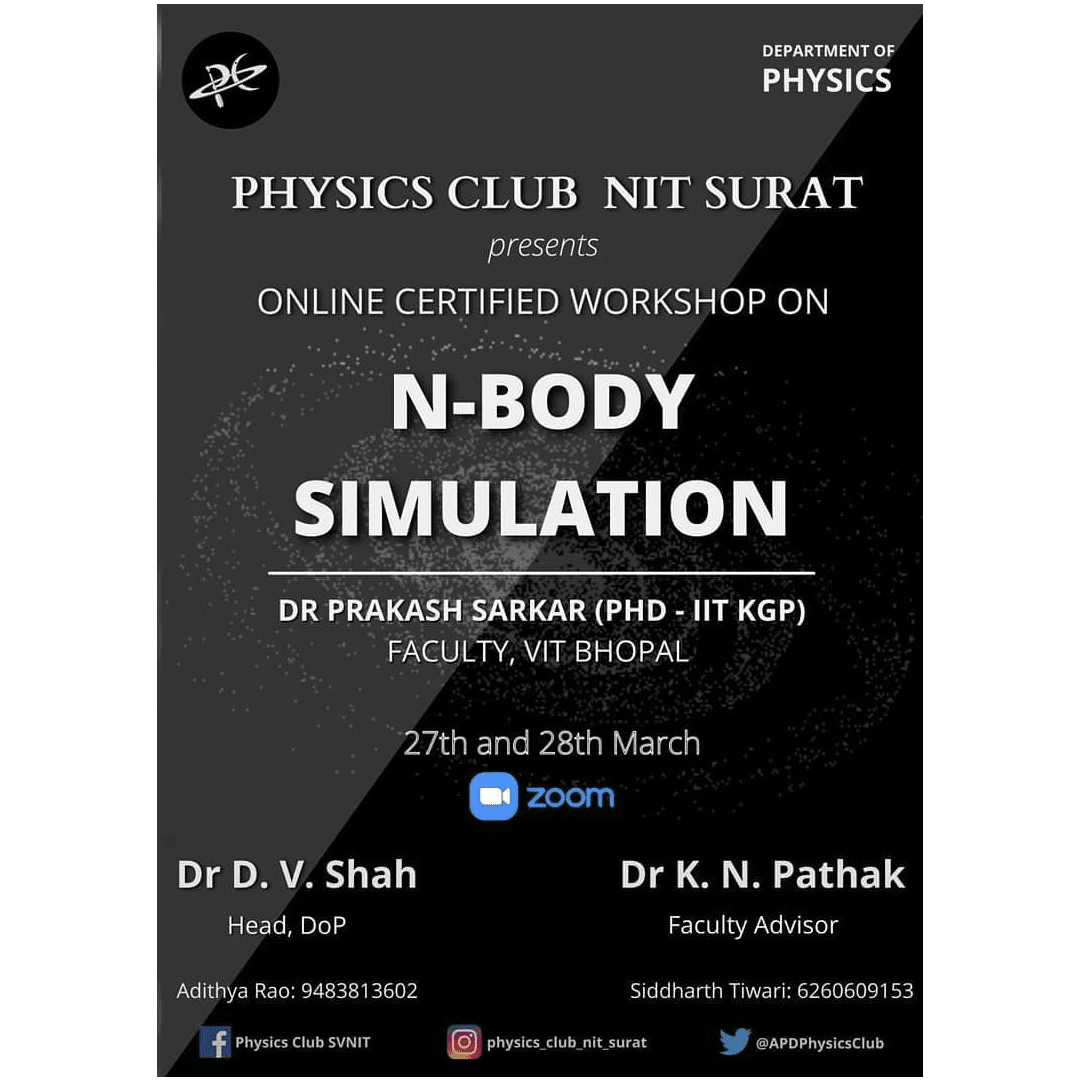 PC
DEPARTMENT OF
PHYSICS
PHYSICS CLUB NIT SURAT
presents
ONLINE CERTIFIED WORKSHOP ON
N-BODY
SIMULATION
DR PRAKASH SARKAR (PHD - IIT KGP)
FACULTY, VIT BHOPAL
27th and 28th March
zoom
Dr D. V. Shah
Dr K. N. Pathak
Head, DoP
Faculty Advisor
Adithya Rao: 9483813602
Siddharth Tiwari: 6260609153
Physics Club SVNIT
physics_club_nit_surat
@APDPhysicsClub